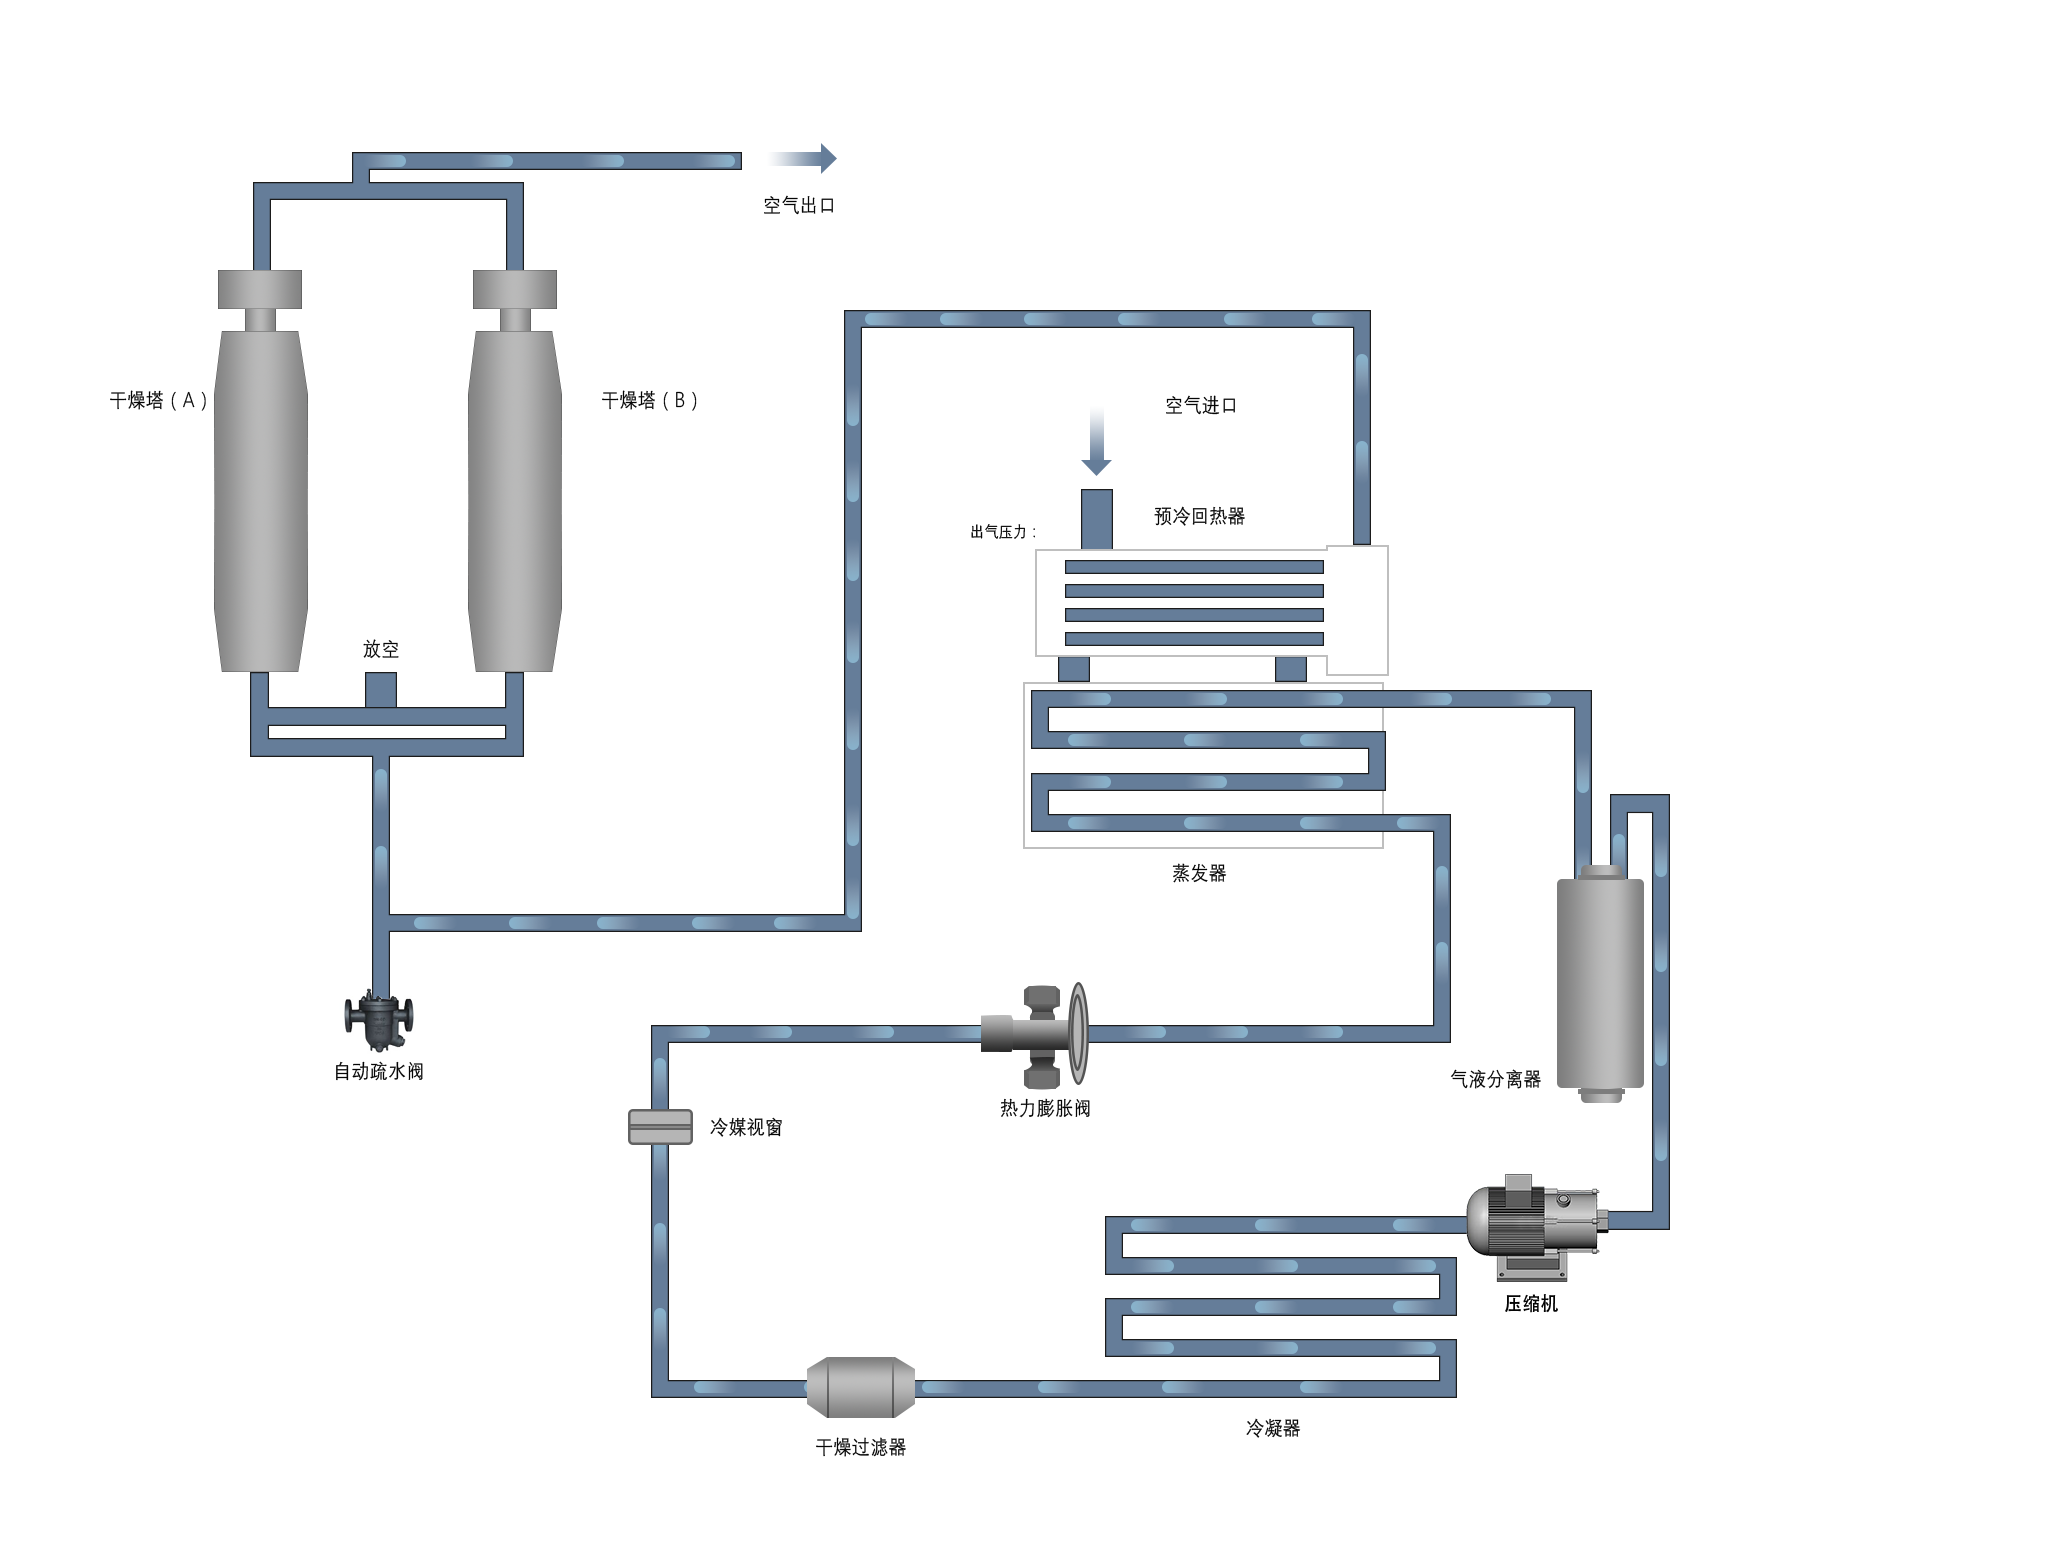 空气出口
干燥塔(A)
干燥塔(B)
空气进口
预冷回热器
出气压力:
放空
蒸发器
自动疏水阀
气液分离器
热力膨胀阀
冷媒视窗
压缩机
冷凝器
干燥过滤器